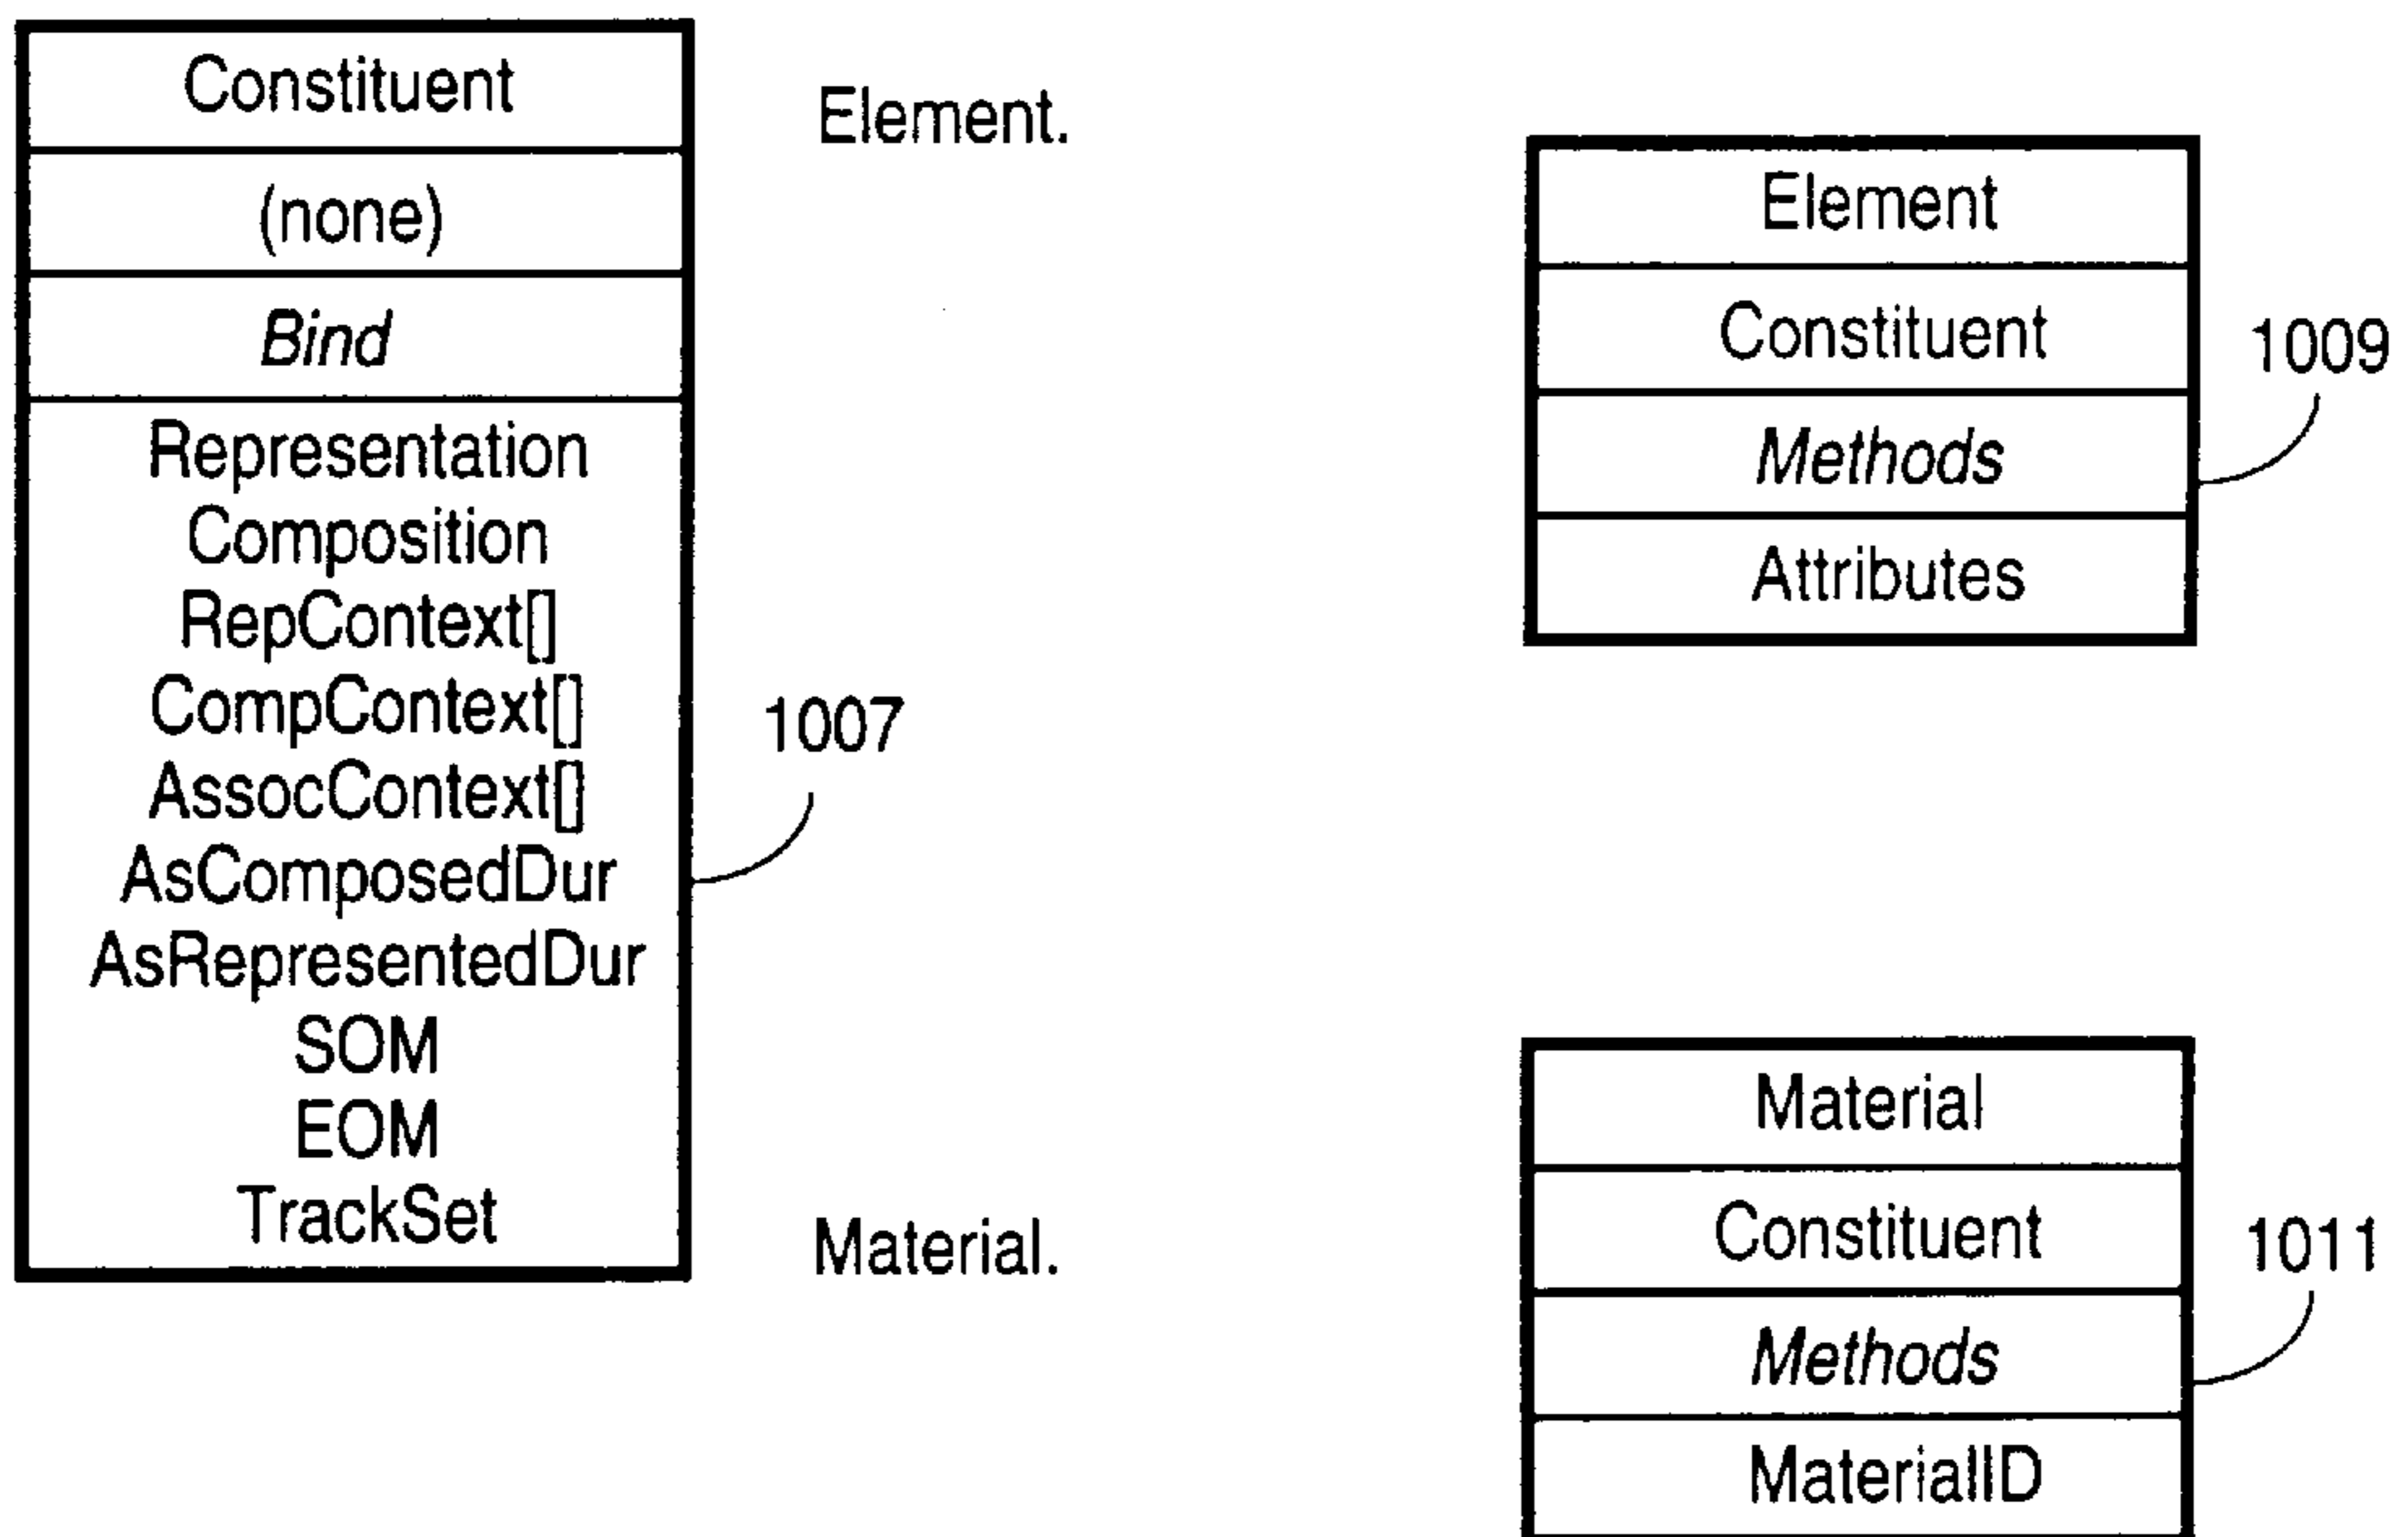 Constituent
(none)
Bind
Representation
Composition
RepContext[]
CompContext[]
AssocContext[]
AsComposedDur
AsRepresentedDur
SOM
EOM
TrackSet
1007
Element.
Element
Constituent
Methods
Attributes
1009
Material.
Material
Constituent
Methods
MaterialID
1011